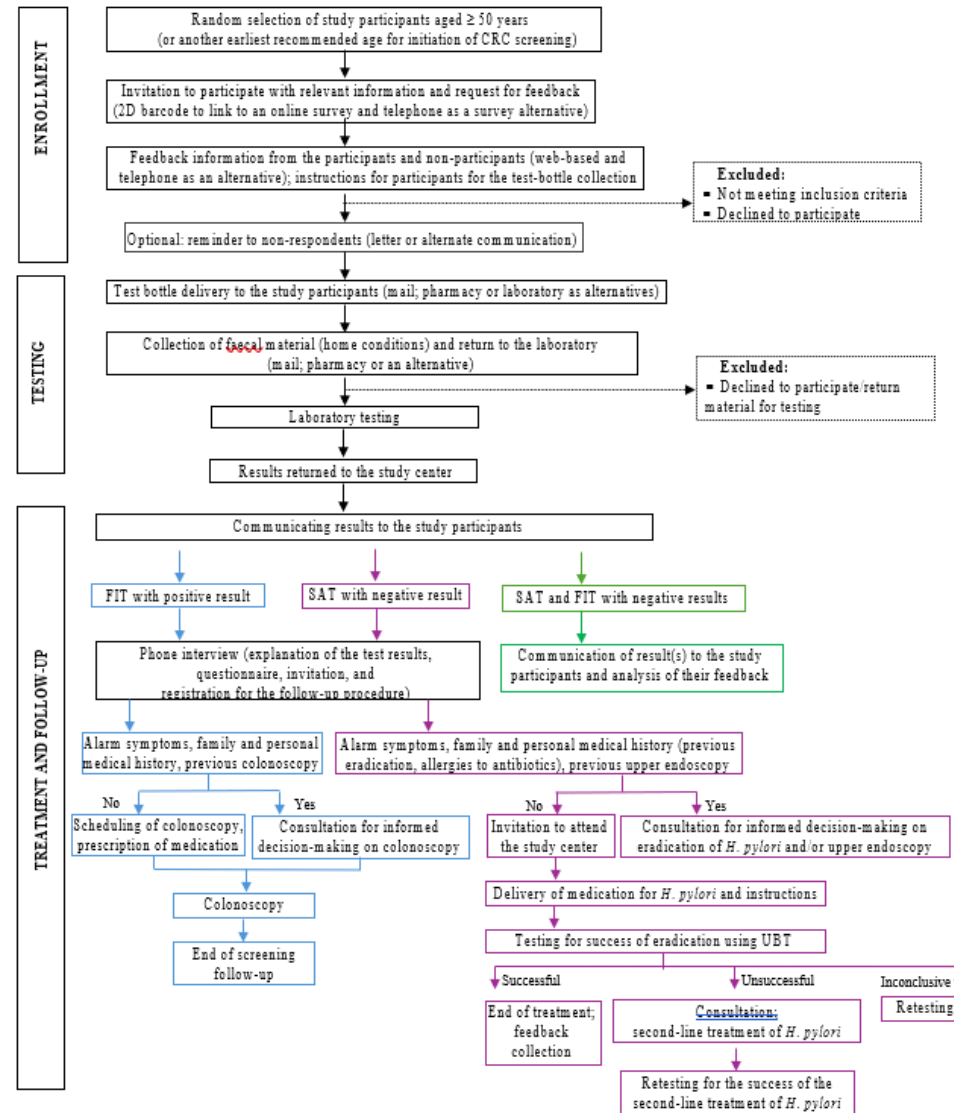 ENROLLMENT
Random selection of study participants aged ≥ 50 years
(or another earliest recommended age for initiation of CRC screening)
Invitation to participate with relevant information and request for feedback
(2D barcode to link to an online survey and telephone as a survey alternative)
Feedback information from the participants and non-participants (web-based and
telephone as an alternative); instructions for participants for the test-bottle collection
Excluded:
▪ Not meeting inclusion criteria
▪ Declined to participate
Optional: reminder to non-respondents (letter or alternate communication)
TESTING
Test bottle delivery to the study participants (mail; pharmacy or laboratory as alternatives)
Collection of faecal material (home conditions) and return to the laboratory
(mail; pharmacy or an alternative)
Excluded:
▪ Declined to participate/return
material for testing
Laboratory testing
Results returned to the study center
TREATMENT AND FOLLOW-UP
Communicating results to the study participants
FIT with positive result
SAT with negative result
SAT and FIT with negative results
Phone interview (explanation of the test results,
questionnaire, invitation, and
registration for the follow-up procedure)
Communication of result(s) to the study
participants and analysis of their feedback
Alarm symptoms, family and personal
medical history, previous colonoscopy
Alarm symptoms, family and personal medical history (previous
eradication, allergies to antibiotics), previous upper endoscopy
No
Yes
No
Yes
Scheduling of colonoscopy,
prescription of medication
Consultation for informed
decision-making on colonoscopy
Invitation to attend
the study center
Consultation for informed decision-making on
eradication of H. pylori and/or upper endoscopy
Colonoscopy
Delivery of medication for H. pylori and instructions
End of screening
follow-up
Testing for success of eradication using UBT
Successful
Unsuccessful
Inconclusive
End of treatment;
feedback
collection
Consultation;
second-line treatment of H. pylori
Retesting
Retesting for the success of the
second-line treatment of H. pylori